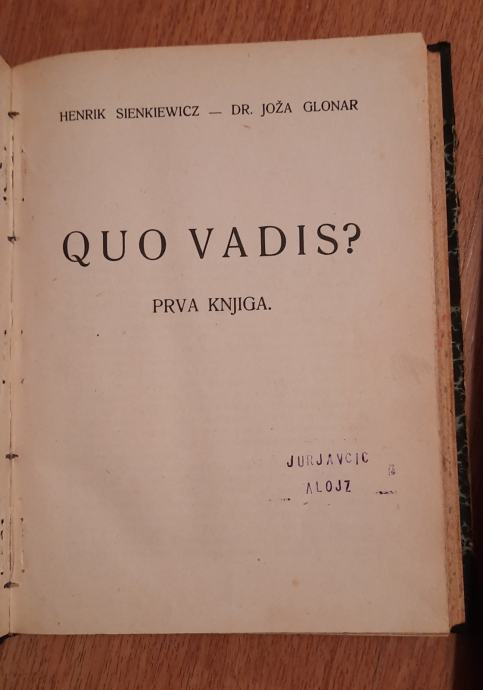 HENRIK SIENKIEWICZ — DR. JOŽA GLONAR
QUO VADIS?
PRVA KNJIGA.
JURJAVCIC
ALOJZ